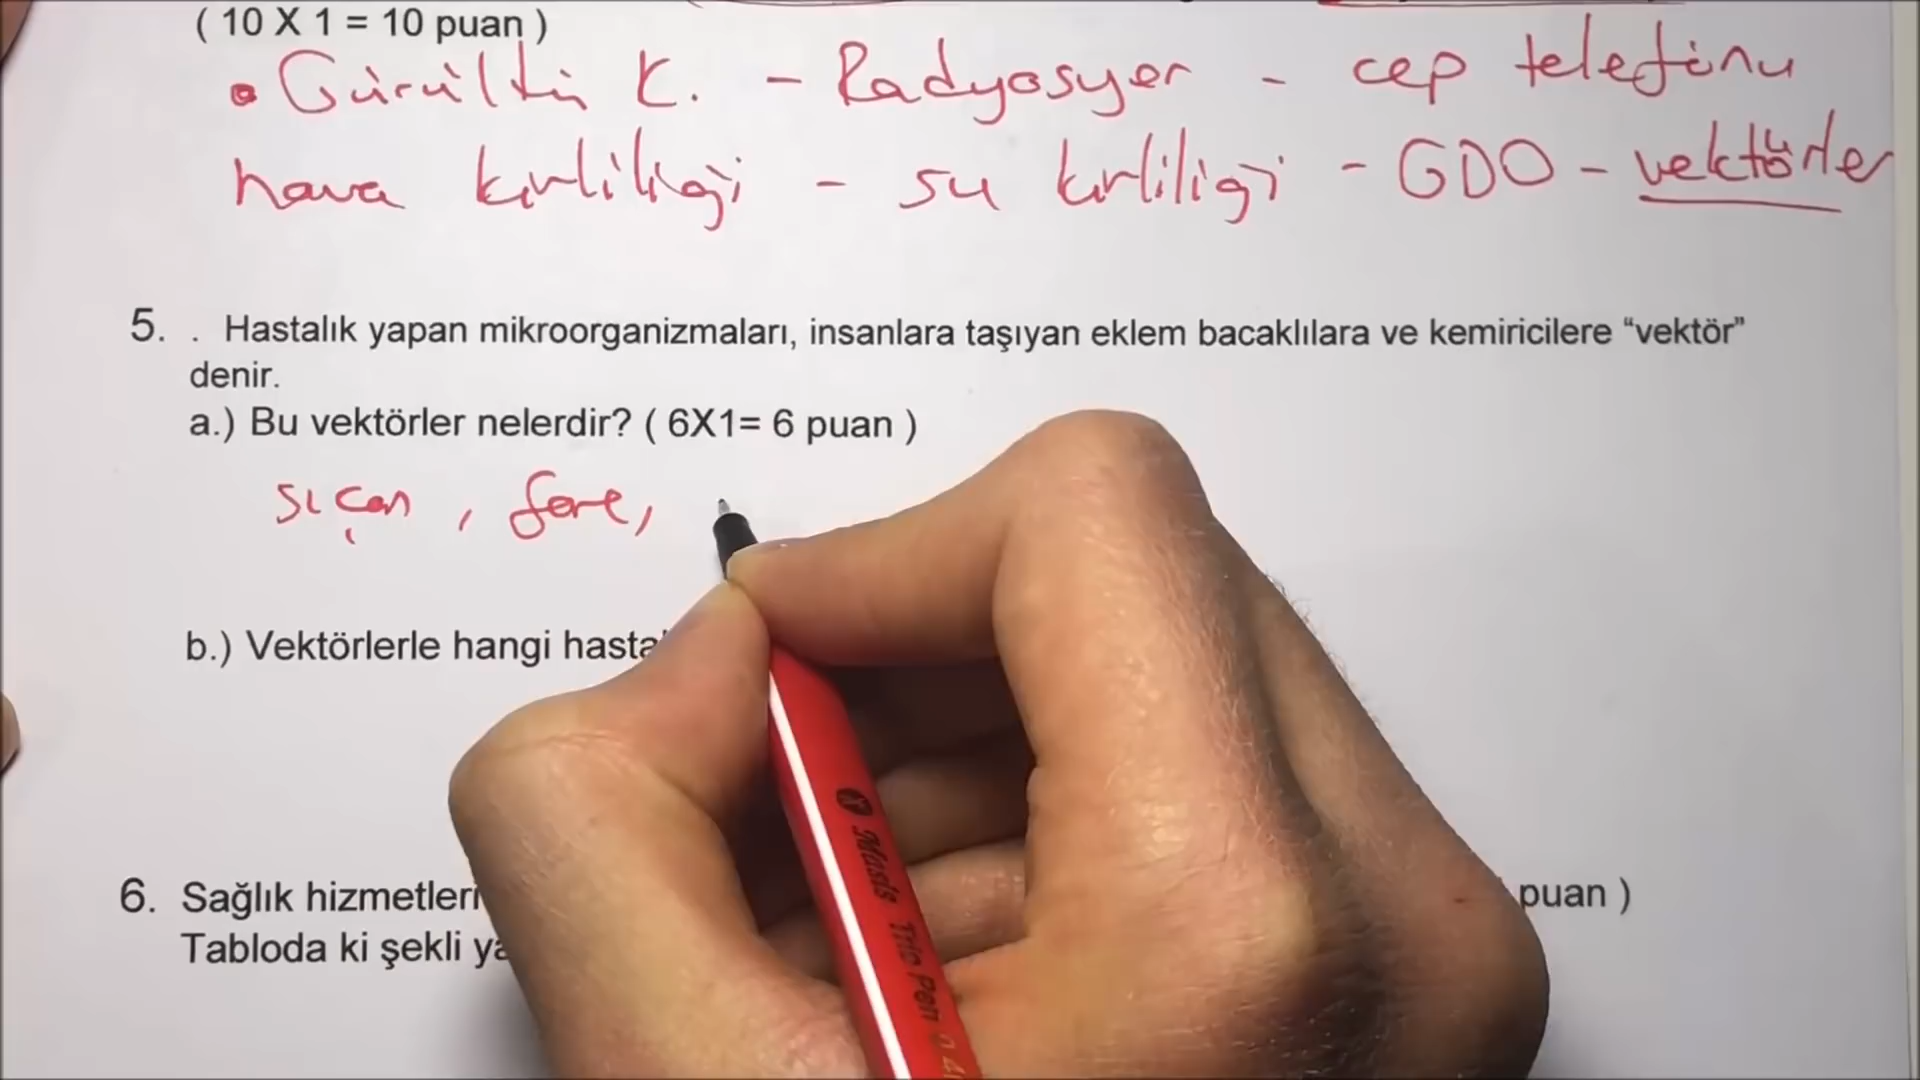 ( 10 X 1 = 10 puan )
• Gürültü K. - Radyosyer - cep telefonu
hava kirliliği - su kirliliği - GDO - vektörler
5. . Hastalık yapan mikroorganizmaları, insanlara taşıyan eklem bacaklılara ve kemiricilere “vektör”
denir.
a.) Bu vektörler nelerdir? ( 6X1= 6 puan )
sıçan , fare,
b.) Vektörlerle hangi hasta
6. Sağlık hizmetleri puan )
Tabloda ki şekli ya
Masis Trio Pen